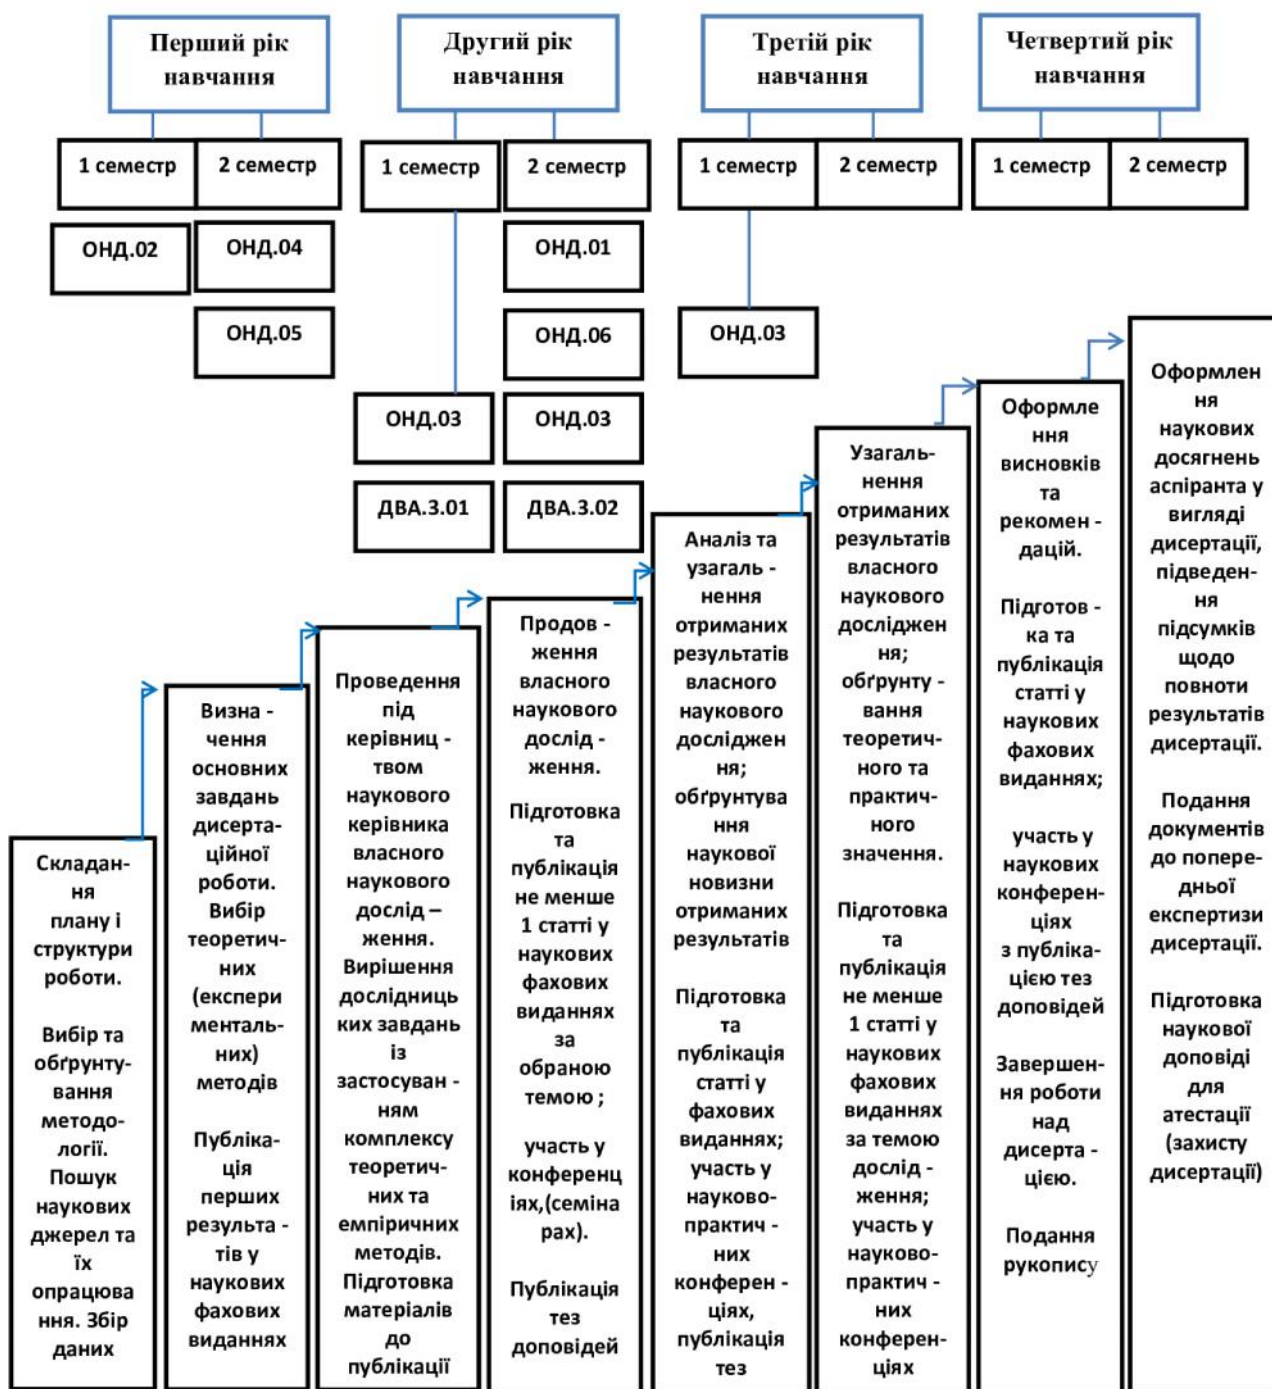 Перший рік
навчання
Другий рік
навчання
Третій рік
навчання
Четвертий рік
навчання
1 семестр
2 семестр
1 семестр
2 семестр
1 семестр
2 семестр
1 семестр
2 семестр
ОНД.02
ОНД.04
ОНД.05
ОНД.03
ДВА.3.01
ОНД.01
ОНД.06
ОНД.03
ДВА.3.02
ОНД.03
Складан-
ня
плану і
структури
роботи.
Вибір та
обґрунту-
вання
методо-
логії.
Пошук
наукових
джерел та
їх
опрацюва
ння. Збір
даних
Визна -
чення
основних
завдань
дисерта-
ційної
роботи.
Вибір
теоретич-
них
(експери
менталь-
них)
методів
Публіка-
ція
перших
результа -
тів у
наукових
фахових
виданнях
Проведення
під
керівниц -
твом
наукового
керівника
власного
наукового
дослід –
ження.
Вирішення
дослідниць
ких завдань
із
застосуван -
ням
комплексу
теоретич-
них та
емпіричних
методів.
Підготовка
матеріалів
до
публікації
Продов -
ження
власного
наукового
дослід -
ження.
Підготовка
та
публікація
не менше
1 статті у
наукових
фахових
виданнях
за
обраною
темою ;
участь у
конференц
іях,(семіна
рах).
Публікація
тез
доповідей
Аналіз та
узагаль -
нення
отриманих
результатів
власного
наукового
досліджен
ня;
обґрунтува
ння
наукової
новизни
отриманих
результатів
Підготовка
та
публікація
статті у
фахових
виданнях;
участь у
науково-
практич -
них
конферен -
ціях,
публікація
тез
Узагаль-
нення
отриманих
результатів
власного
наукового
досліджен
ня;
обґрунту -
вання
теоретич-
ного та
практич-
ного
значення.
Підготовка
та
публікація
не менше
1 статті у
наукових
фахових
виданнях
за темою
дослід -
ження;
участь у
науково-
практич -
них
конферен-
ціях
Оформле
ння
висновків
та
рекомен -
дацій.
Підготов -
ка та
публікація
статті у
наукових
фахових
виданнях;
участь у
наукових
конферен-
ціях
з публіка-
цією тез
доповідей
Завершен-
ня роботи
над
дисерта -
цією.
Подання
рукопису
Оформлен
ня
наукових
досягнень
аспіранта у
вигляді
дисертації,
підведен-
ня
підсумків
щодо
повноти
результатів
дисертації.
Подання
документів
до попере-
дньої
експертизи
дисертації.
Підготовка
наукової
доповіді
для
атестації
(захисту
дисертації)